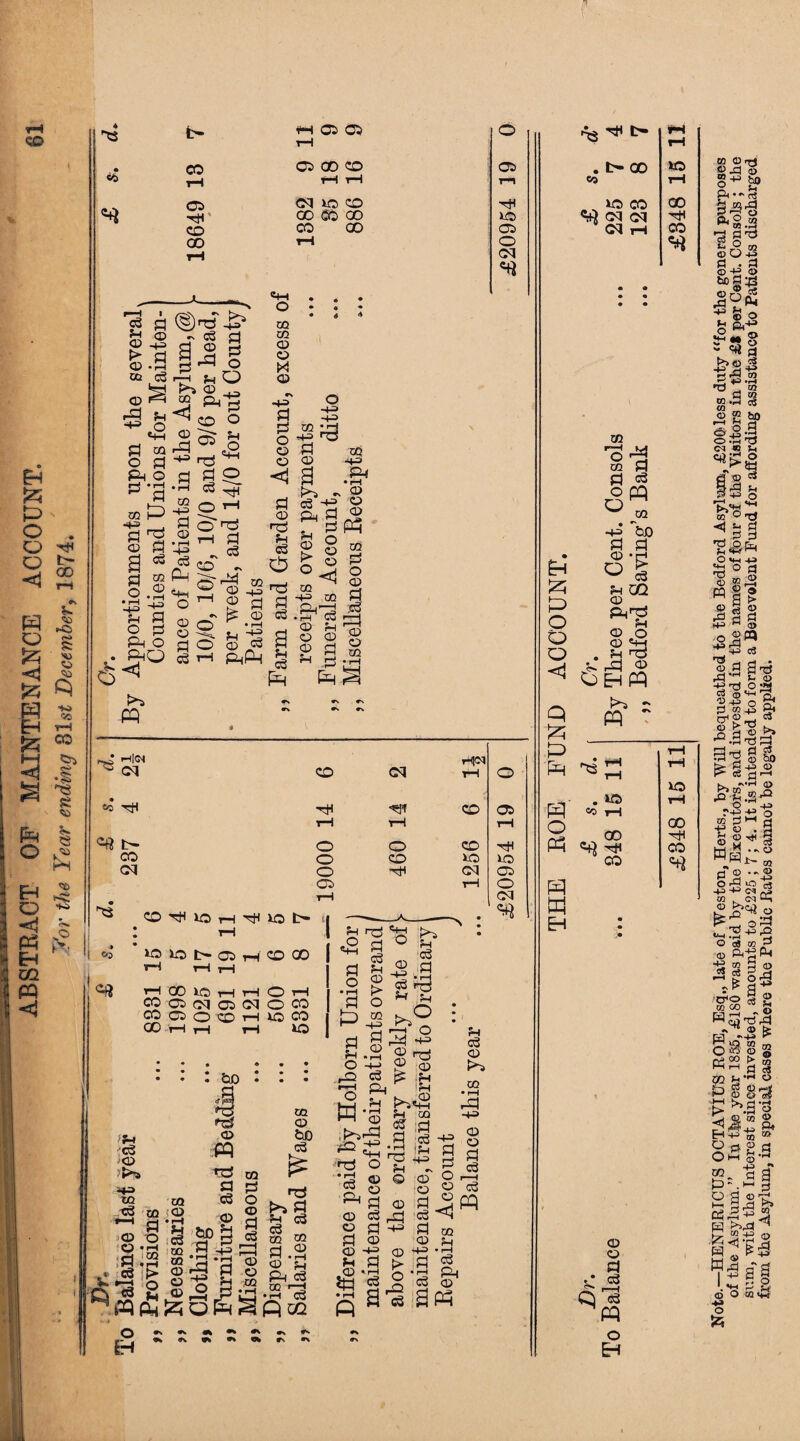 ABSTRACT OF MAINTENANCE ACCOUNT. 61
For the Year ending 31st December, 1874.
Dr. £ s. d. £ s. d.
To Balance last year 237 4 2½
„ Provisions ... 8331 15 6
„ Necessaries ... 1998 5 4
„ Clothing ... 1025 17 5
„ Furniture and Bedding 691 19 11
„ Miscellaneous ... 1121 11 4
„ Dispensary ... 500 6 5
„ Salaries and Wages ... 5331 8 7
19000 14 6
„ Difference paid by Holborn Union for
maintenance of their patients over and
above the ordinary weekly rate of
maintenance, transferred to Ordinary
Repairs Account ... 460 14 2
Balance this year ... 1256 6 1½
£20954 19 0
Cr. £ s. d.
By Apportionments upon the several
Counties and Unions for Mainten-
ance of Patients in the Asylum, @
10/0, 10/6, 10/0 and 9/6 per head,
per week, and 14/0 for out County
Patients 18649 13 7
„ Farm and Garden Account, excess of
receipts over payments ... 1382 9 11
„ Funerals Account, ditto ... 35 18 9
„ Miscellaneous Receipts ... 886 16 9
£20954 19 0
THE ROE FUND ACCOUNT.
Dr. £ s. d.
To Balance ... 348 15 11
£348 15 11
Cr. £ s. d.
By Three per Cent. Consols ... 225 7 4
„ Bedford Saving's Bank ... 123 8 7
£348 15 11
Note.—HENERICUS OCTAVIUS ROE, Esq., late of Weston, Herts., by Will bequeathed to the Bedford Asylum, £200 less duty "for the general purposes
of the Asylum." In the year 1835, £180 was paid by the Executors, and invested in the names of four of the Visitors in the £3 per Cent. Consols; the
sum, with the Interest since invested, amounts to £225 : 7 : 4. It is intended to form a Benevolent Fund for affording assistance to Patients discharged
from the Asylum, in special cases where the Public Rates cannot be legally applied.